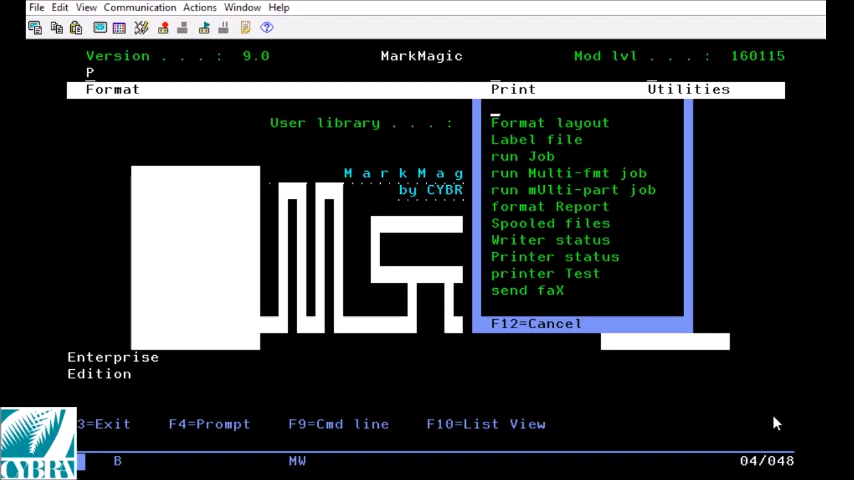 File Edit View Communication Actions Window Help
Version . . . : 9.0 MarkMagic Mod lvl . . . : 160115
P
Format Print Utilities
User library . . . :
Format layout
Label file
run Job
M a r k M a g
run Multi-fmt job
by CYBR
run mUlti-part job
format Report
Spooled files
Writer status
Printer status
printer Test
send faX
F12=Cancel
Enterprise
Edition
3=Exit F4=Prompt F9=Cmd line F10=List View
CYBRA
B MW 04/048